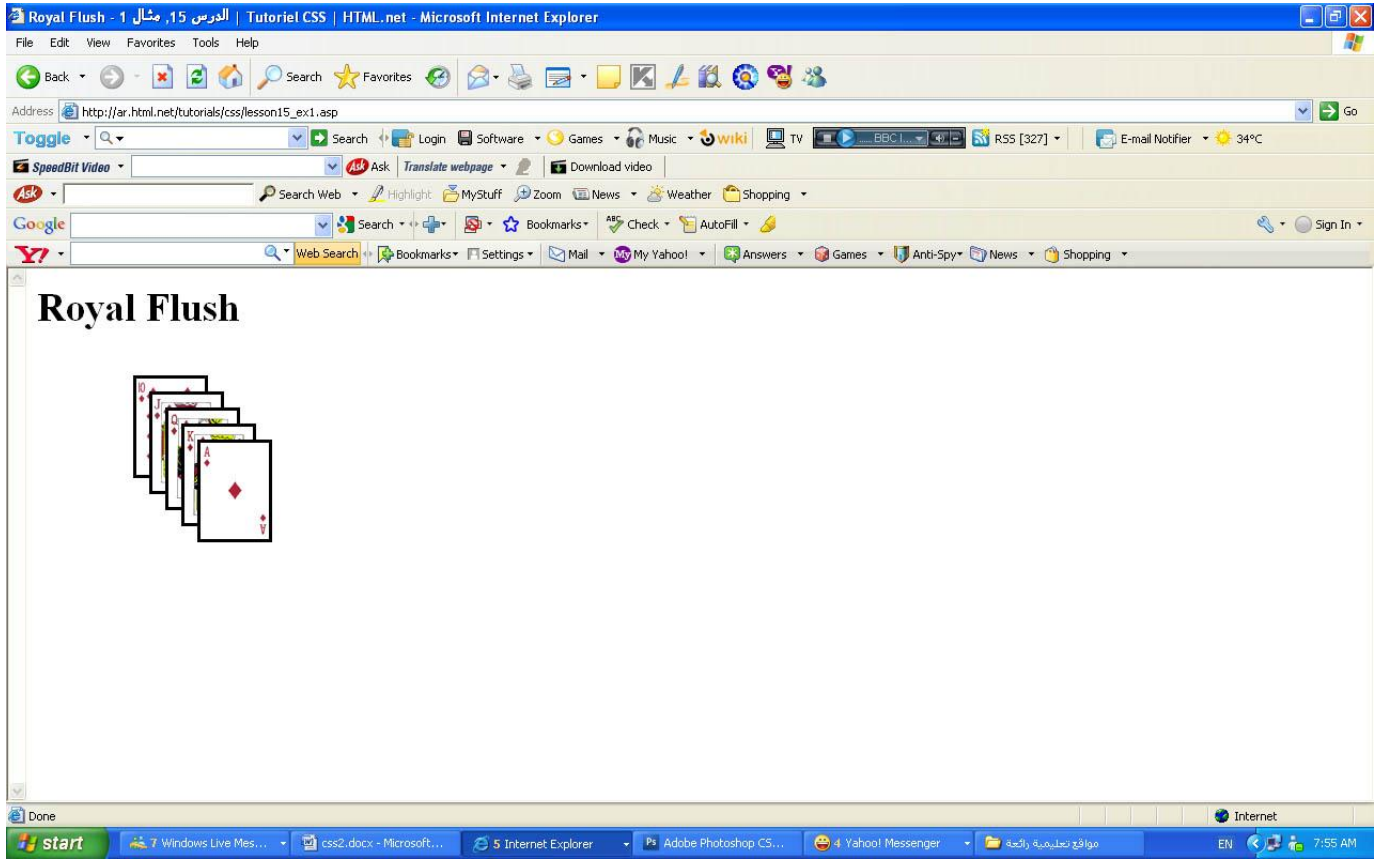 Royal Flush - الدرس 15, مثال 1 | Tutoriel CSS | HTML.net - Microsoft Internet Explorer
File Edit View Favorites Tools Help
Back Search Favorites
Address http://ar.html.net/tutorials/css/lesson15_ex1.asp Go
Toggle Search Login Software Games Music wiki TV BBC I... RSS [327] E-mail Notifier 34°C
SpeedBit Video Ask Translate webpage Download video
Ask Search Web Highlight MyStuff Zoom News Weather Shopping
Google Search Bookmarks Check AutoFill Sign In
Y! Web Search Bookmarks Settings Mail My Yahoo! Answers Games Anti-Spy News Shopping
Royal Flush
10
J
Q
K
A
A
Done Internet
start 7 Windows Live Mes... css2.docx - Microsoft... 5 Internet Explorer Adobe Photoshop CS... 4 Yahoo! Messenger مواقع تعليمية رائعة EN 7:55 AM